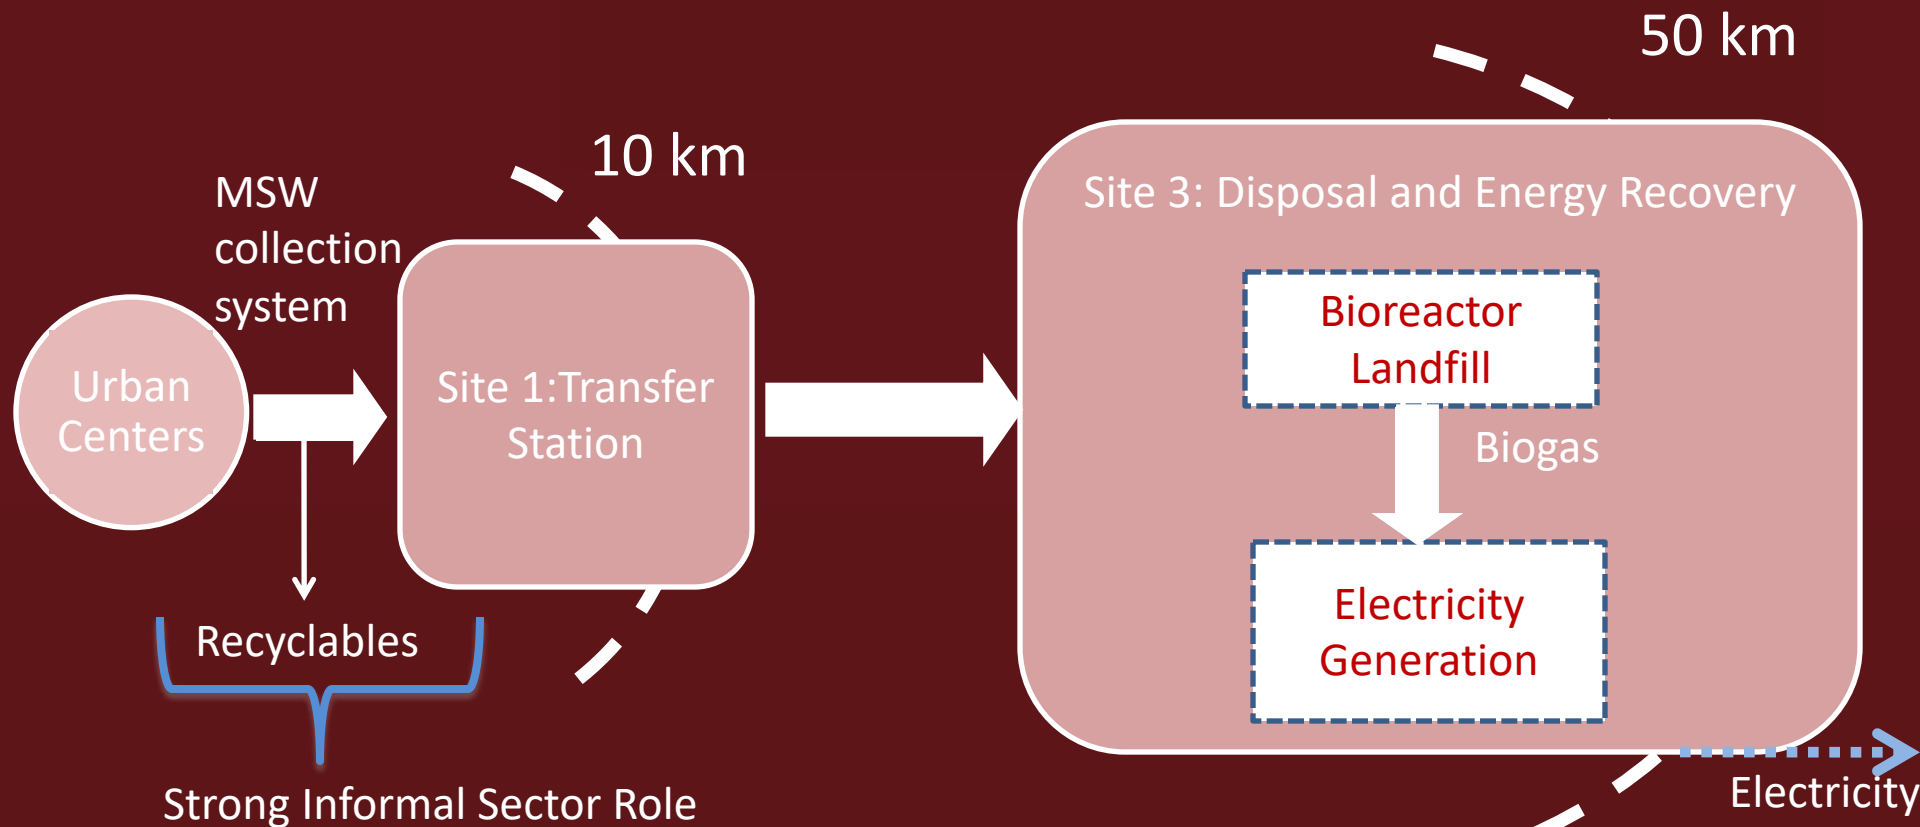 50 km
10 km
MSW
collection
system
Site 3: Disposal and Energy Recovery
Urban
Centers
Site 1:Transfer
Station
Bioreactor
Landfill
Biogas
Electricity
Generation
Recyclables
Strong Informal Sector Role
Electricity